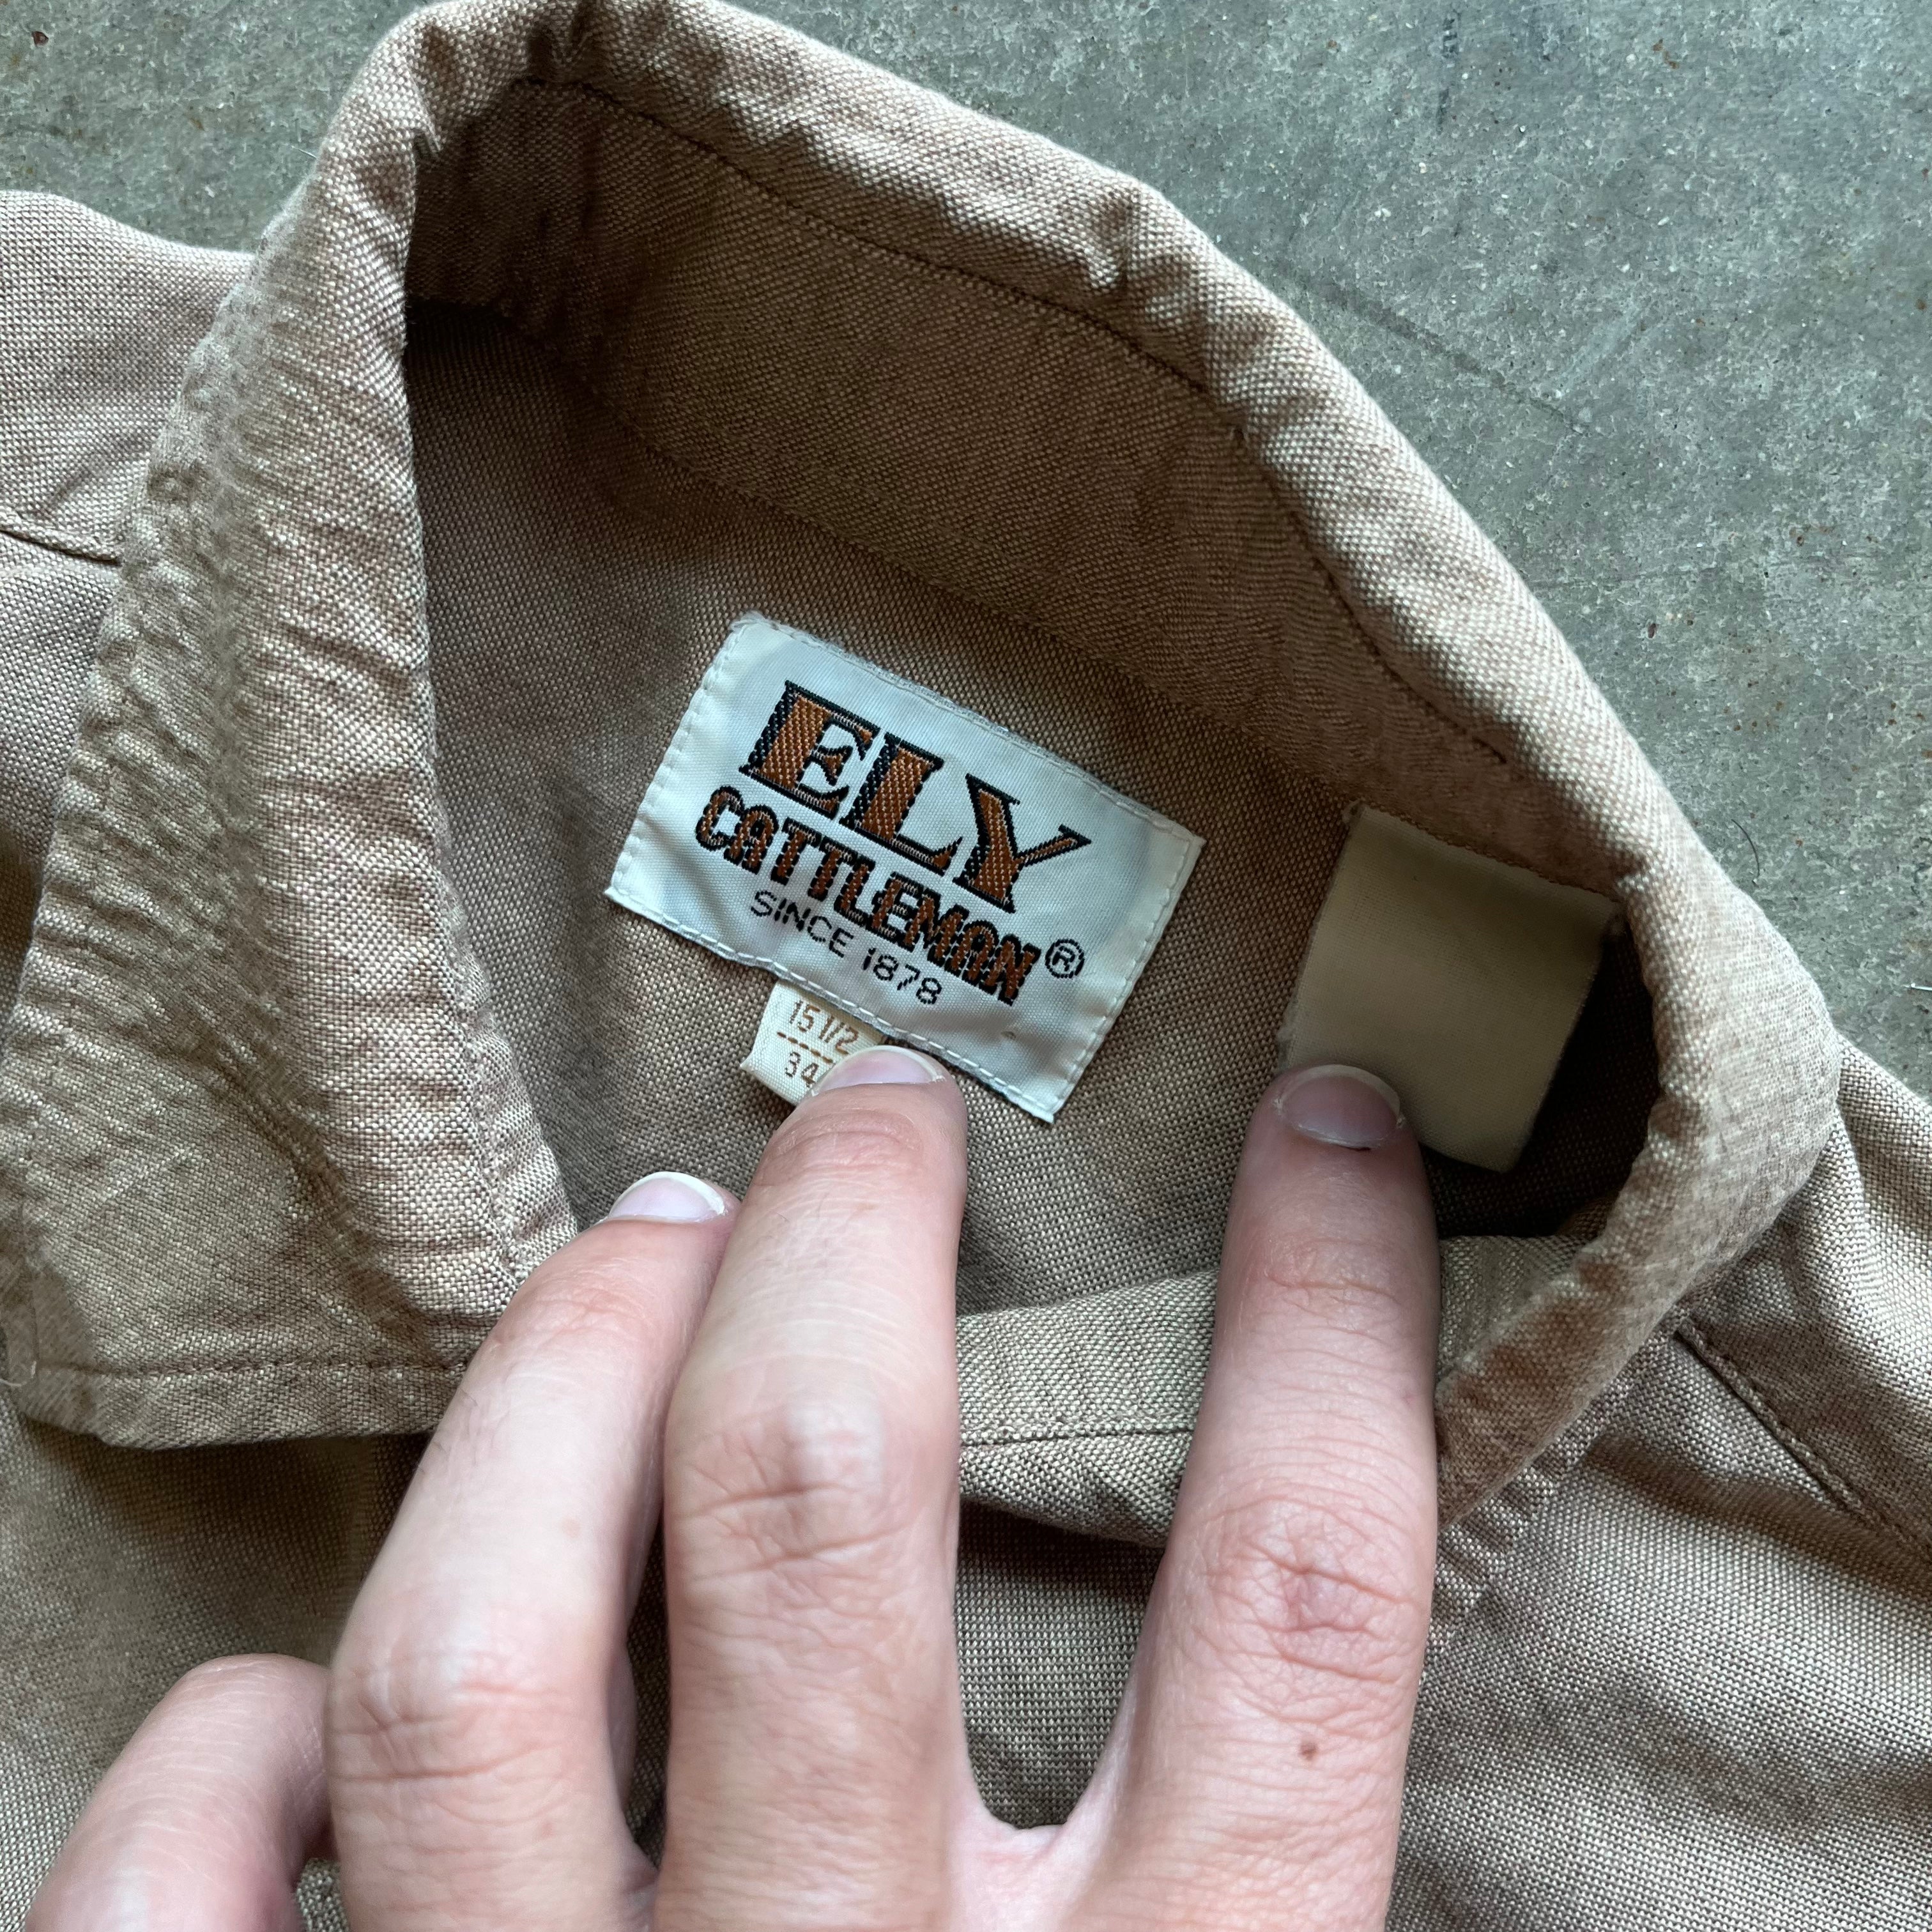 ELY
CATTLEMAN®
SINCE 1878
15 1/2
34